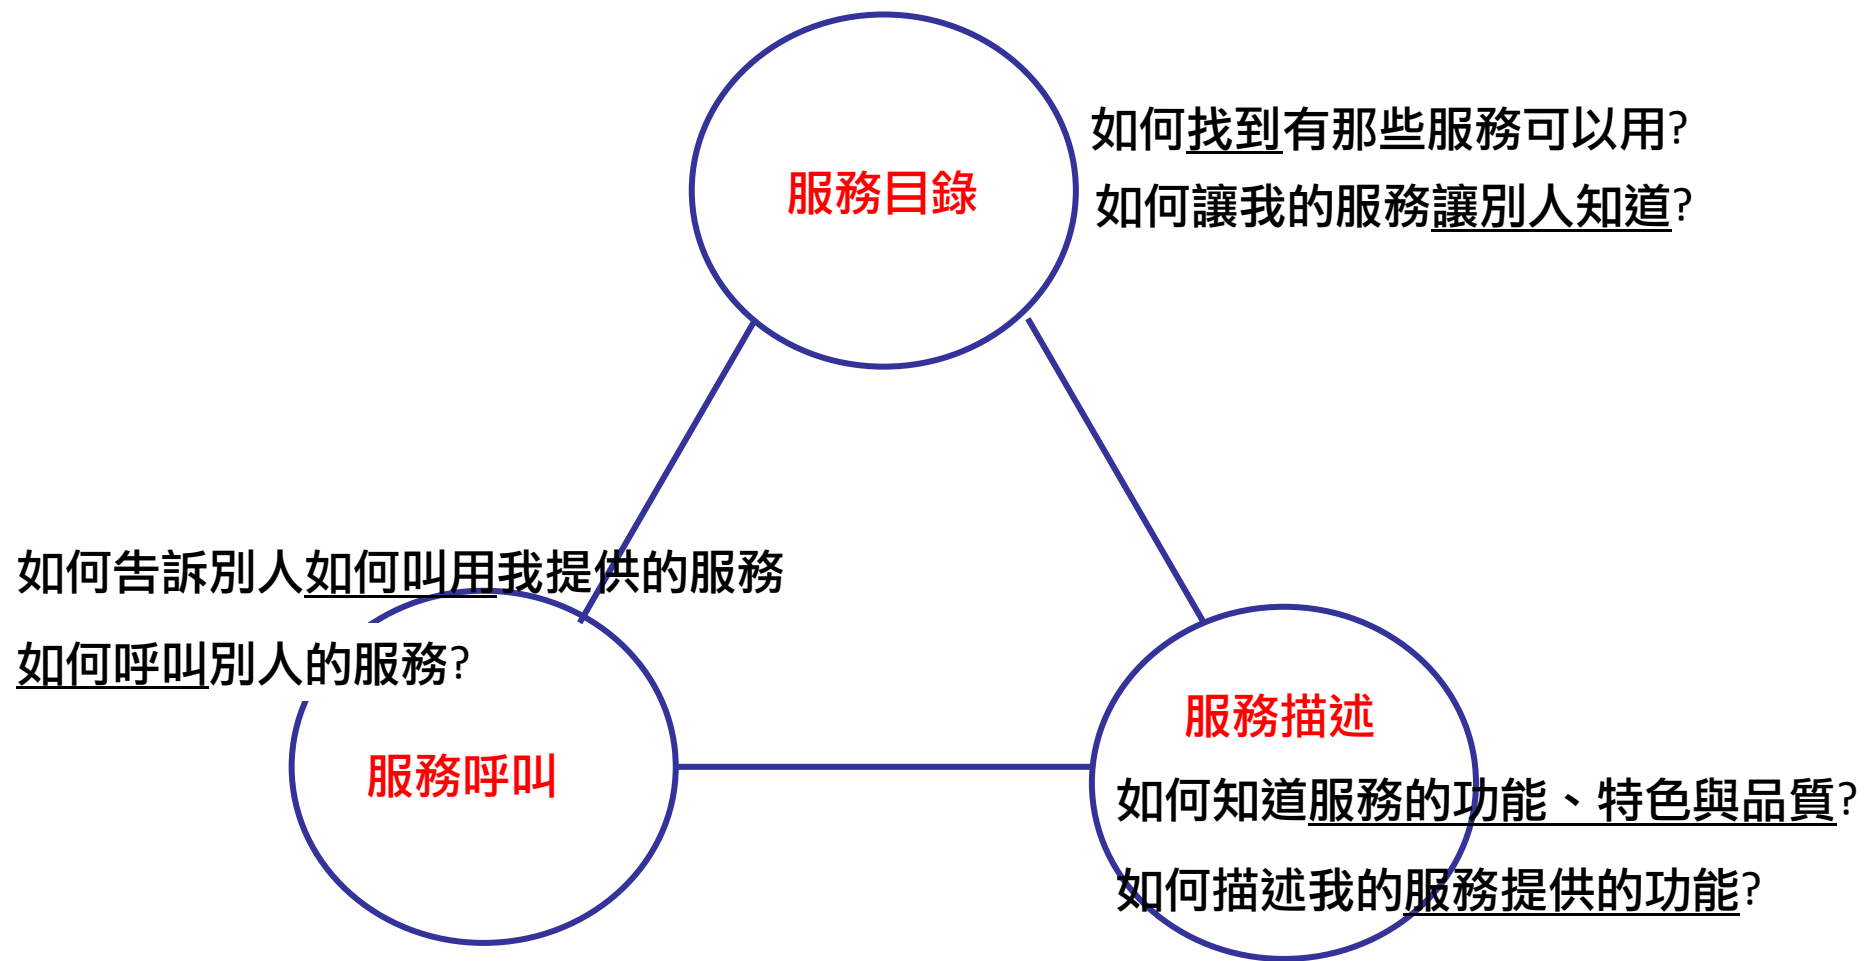 如何找到有那些服務可以用?
服務目錄
如何讓我的服務讓別人知道?
如何告訴別人如何叫用我提供的服務
如何呼叫別人的服務?
服務呼叫
服務描述
如何知道服務的功能、特色與品質?
如何描述我的服務提供的功能?